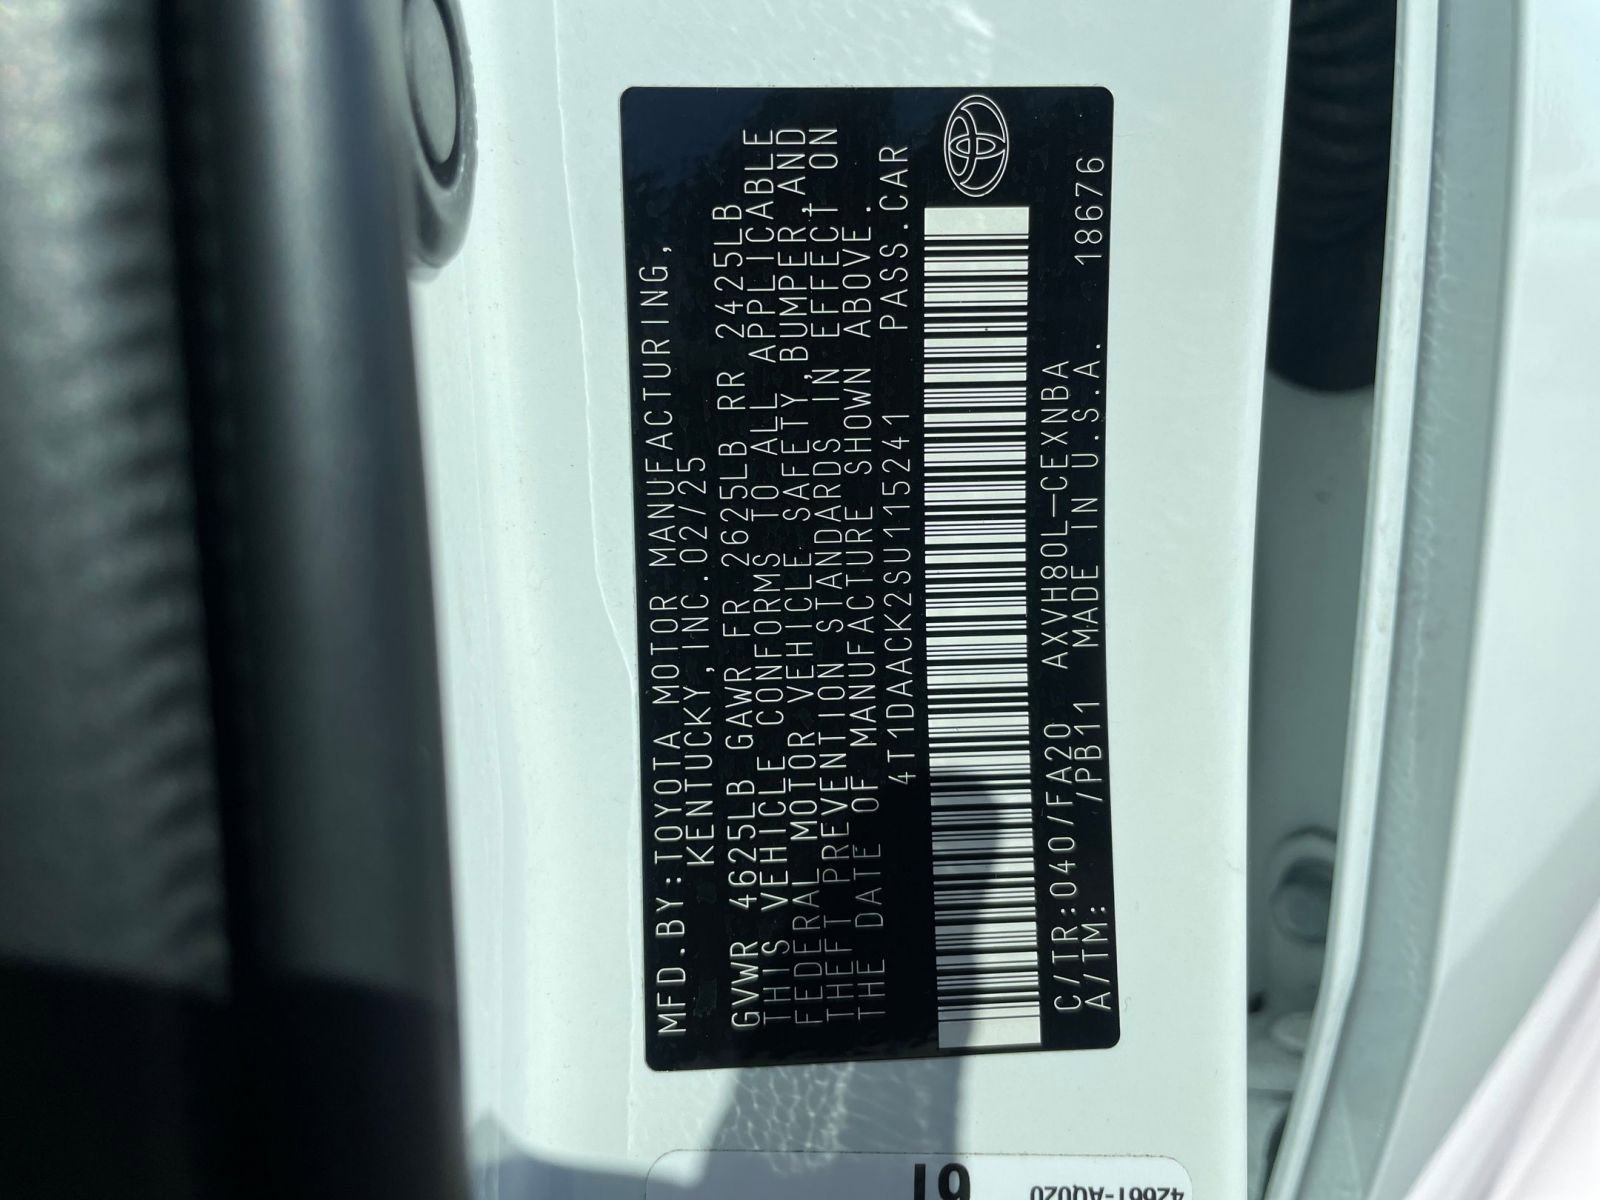 MFD.BY:TOYOTA MOTOR MANUFACTURING,
KENTUCKY,INC.02/25
GVWR 4625LB GAWR FR 2625LB RR 2425LB
THIS VEHICLE CONFORMS TO ALL APPLICABLE
FEDERAL MOTOR VEHICLE SAFETY,BUMPER,AND
THEFT PREVENTION STANDARDS IN EFFECT ON
THE DATE OF MANUFACTURE SHOWN ABOVE.
4T1DAACK2SU115241 PASS.CAR
C/TR:040/FA20 AXVH80L-CEXNBA
A/TM: /PB11 MADE IN U.S.A. 18676
42661-AQ020